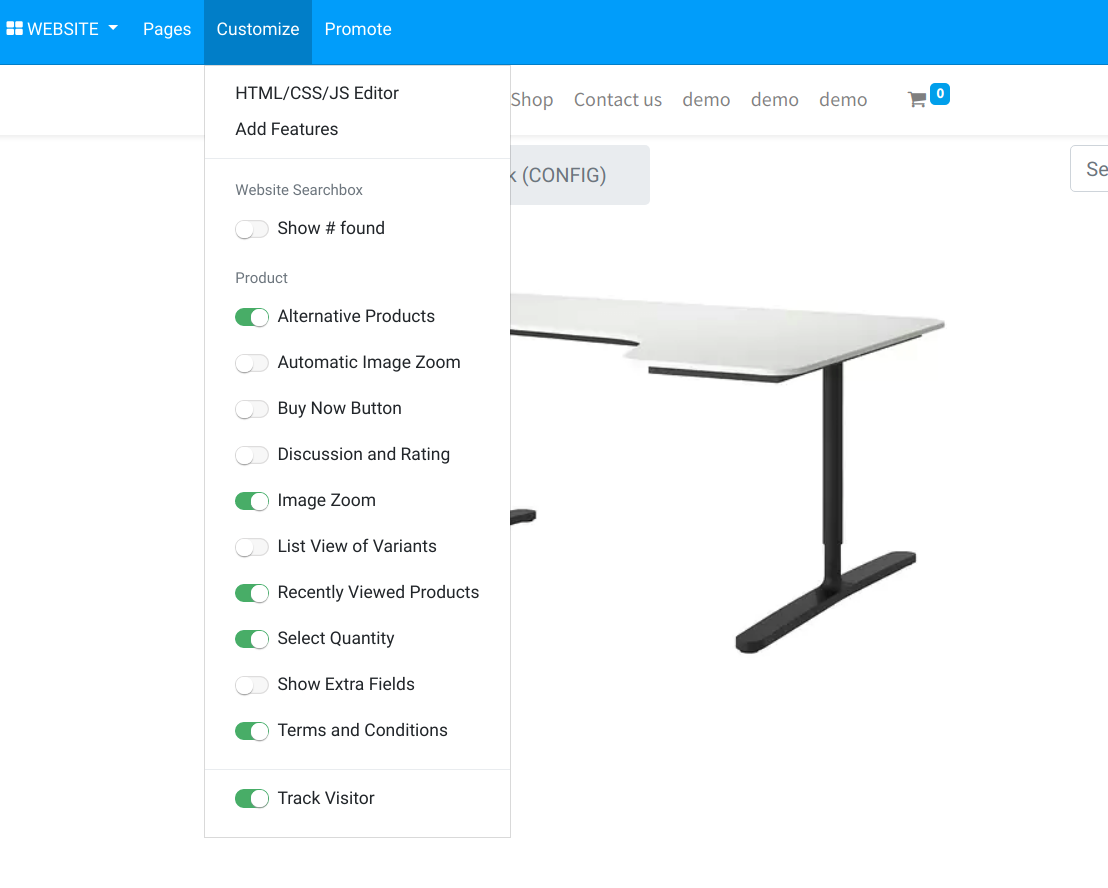 WEBSITE Pages Customize Promote
HTML/CSS/JS Editor
Shop Contact us demo demo demo 0
Add Features
(CONFIG)
Website Searchbox
Show # found
Product
Alternative Products
Automatic Image Zoom
Buy Now Button
Discussion and Rating
Image Zoom
List View of Variants
Recently Viewed Products
Select Quantity
Show Extra Fields
Terms and Conditions
Track Visitor